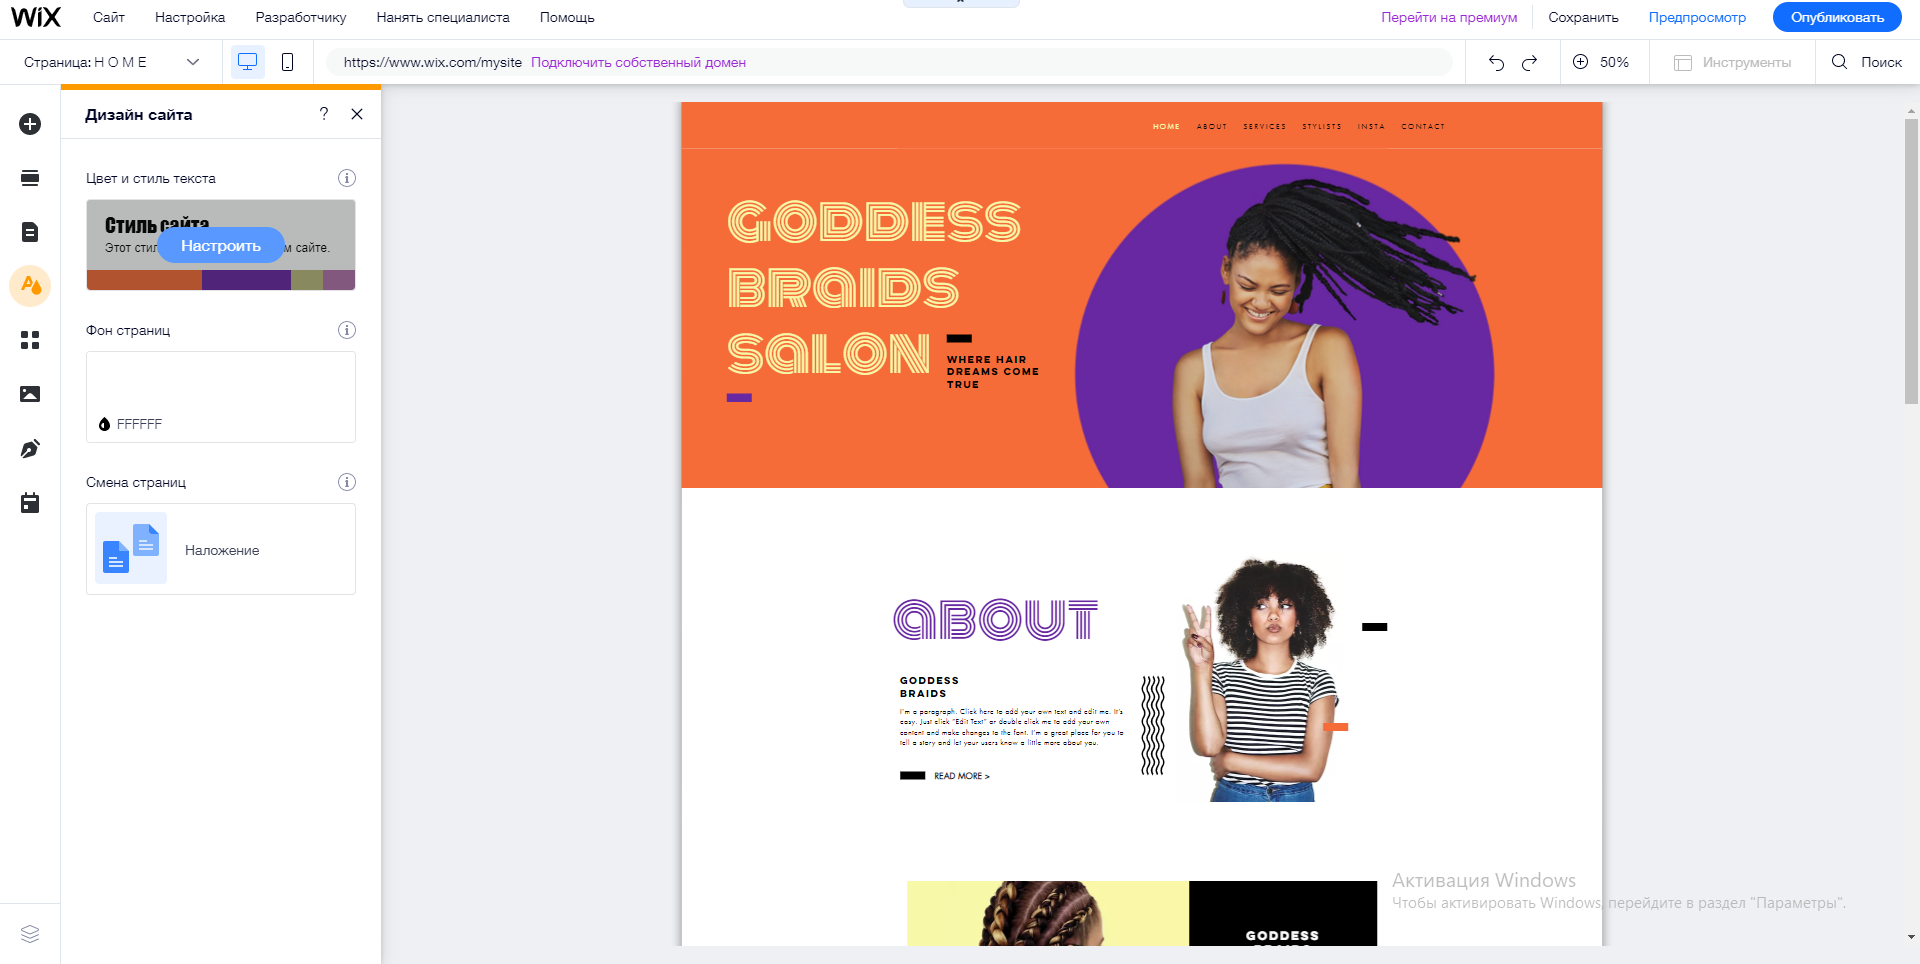 WiX Сайт Настройка Разработчику Нанять специалиста Помощь Перейти на премиум Сохранить Предпросмотр Опубликовать
Страница: H O M E https://www.wix.com/mysite Подключить собственный домен 50% Инструменты Поиск
Дизайн сайта ?
Цвет и стиль текста
Стиль сайта
Этот стил
Настроить
м сайте.
Фон страниц
FFFFFF
Смена страниц
Наложение
HOME ABOUT SERVICES STYLISTS INSTA CONTACT
GODDESS
BRAIDS
SALON
WHERE HAIR
DREAMS COME
TRUE
ABOUT
GODDESS
BRAIDS
I'm a paragraph. Click here to add your own text and edit me. It's
easy. Just click "Edit Text" or double click me to add your own
content and make changes to the font. I'm a great place for you to
tell a story and let your users know a little more about you.
READ MORE >
GODDESS
BRAIDS
Активация Windows
Чтобы активировать Windows, перейдите в раздел "Параметры".